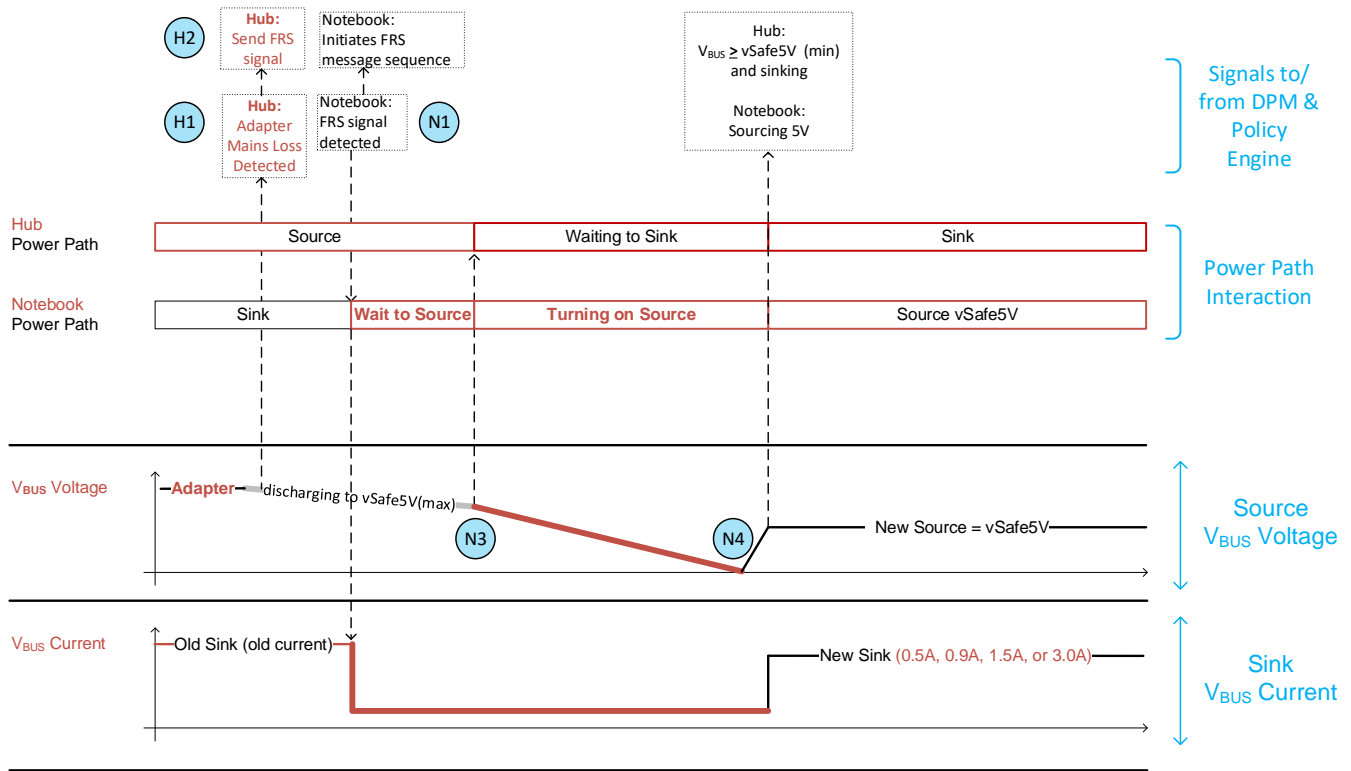 H2
Hub:
Send FRS
signal
Notebook:
Initiates FRS
message sequence
H1
Hub:
Adapter
Mains Loss
Detected
Notebook:
FRS signal
detected
N1
Hub:
VBUS ≥ vSafe5V (min)
and sinking
Notebook:
Sourcing 5V
Signals to/
from DPM &
Policy
Engine
Hub
Power Path
Source
Waiting to Sink
Sink
Notebook
Power Path
Sink
Wait to Source
Turning on Source
Source vSafe5V
Power Path
Interaction
VBUS Voltage
Adapter
discharging to vSafe5V(max)
N3
N4
New Source = vSafe5V
Source
VBUS Voltage
VBUS Current
Old Sink (old current)
New Sink (0.5A, 0.9A, 1.5A, or 3.0A)
Sink
VBUS Current